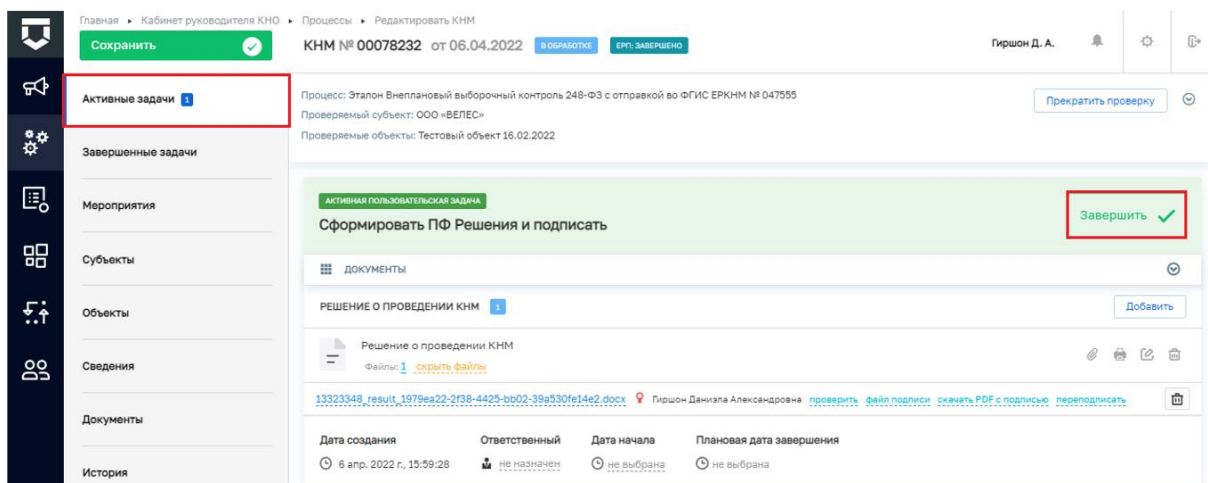 Главная ▸ Кабинет руководителя КНО ▸ Процессы ▸ Редактировать КНМ
Сохранить
КНМ № 00078232 от 06.04.2022 В ОБРАБОТКЕ ЕРП: ЗАВЕРШЕНО
Гиршон Д. А.
Активные задачи 1
Завершенные задачи
Мероприятия
Субъекты
Объекты
Сведения
Документы
История
Процесс: Эталон Внеплановый выборочный контроль 248-ФЗ с отправкой во ФГИС ЕРКНМ № 047555
Прекратить проверку
Проверяемый субъект: ООО «ВЕЛЕС»
Проверяемые объекты: Тестовый объект 16.02.2022
АКТИВНАЯ ПОЛЬЗОВАТЕЛЬСКАЯ ЗАДАЧА
Сформировать ПФ Решения и подписать
Завершить
ДОКУМЕНТЫ
РЕШЕНИЕ О ПРОВЕДЕНИИ КНМ 1
Добавить
Решение о проведении КНМ
Файлы: 1 скрыть файлы
13323348_result_1979ea22-2f38-4425-bb02-39a530fe14e2.docx Гиршон Даниэла Александровна проверить файл подписи скачать PDF с подписью переподписать
Дата создания Ответственный Дата начала Плановая дата завершения
6 апр. 2022 г., 15:59:28 не назначен не выбрана не выбрана